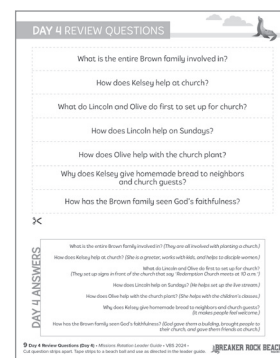 DAY 4 REVIEW QUESTIONS
What is the entire Brown family involved in?
How does Kelsey help at church?
What do Lincoln and Olive do first to set up for church?
How does Lincoln help on Sundays?
How does Olive help with the church plant?
Why does Kelsey give homemade bread to neighbors
and church guests?
How has the Brown family seen God's faithfulness?
DAY 4 ANSWERS
What is the entire Brown family involved in? (They are all involved with planting a church.)
How does Kelsey help at church? (She is a greeter, works with kids, and helps to disciple women.)
What do Lincoln and Olive do first to set up for church?
(They set up signs in front of the church that say "Redemption Church meets at 10 a.m.")
How does Lincoln help on Sundays? (He helps set up the live stream.)
How does Olive help with the church plant? (She helps with the children's classes.)
Why does Kelsey give homemade bread to neighbors and church guests?
(It makes people feel welcome.)
How has the Brown family seen God's faithfulness? (God gave them a building, brought people to
their church, and gave them friends at church.)
9 Day 4 Review Questions (Day 4) • Missions Rotation Leader Guide • VBS 2024 •
Cut question strips apart. Tape strips to a beach ball and use as directed in the leader guide.
BREAKER ROCK BEACH